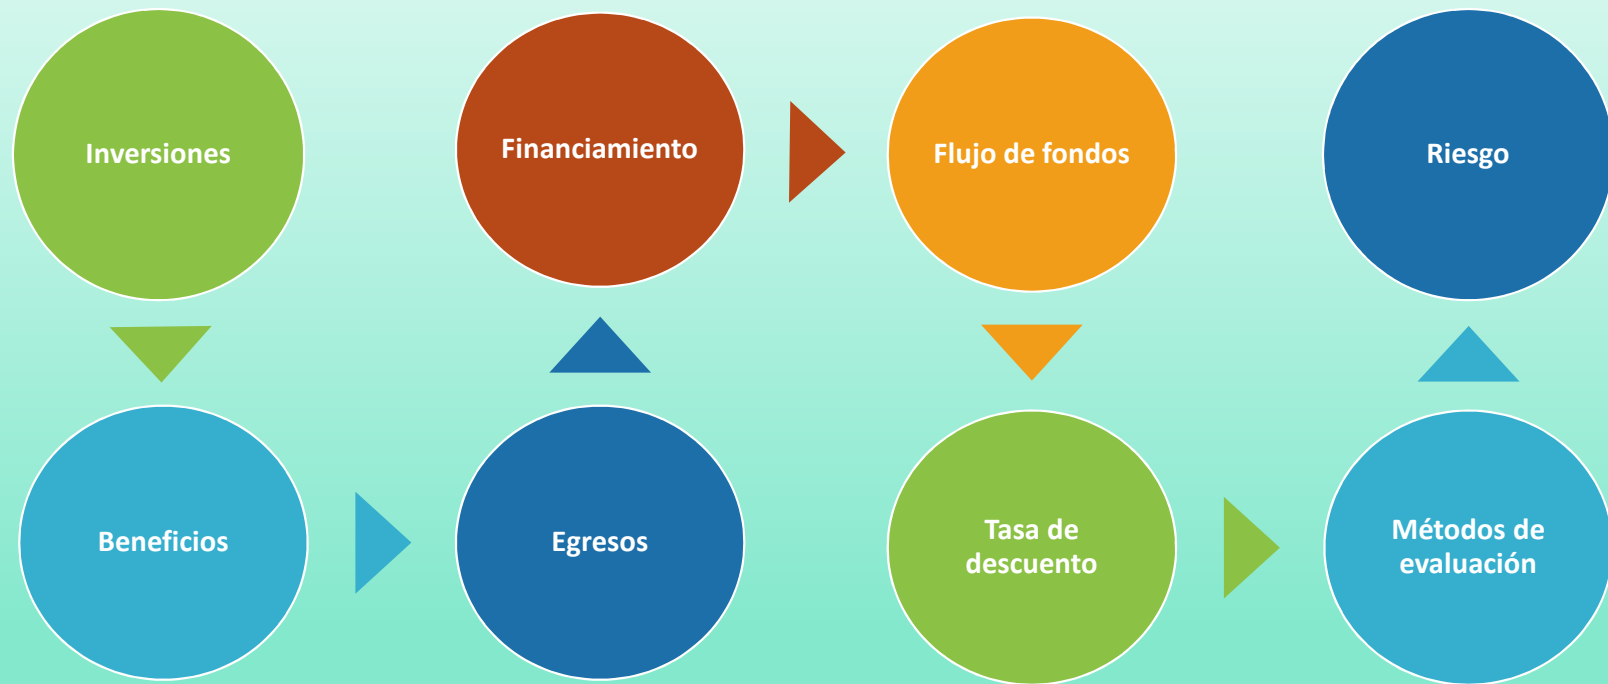 Inversiones
Beneficios
Egresos
Financiamiento
Flujo de fondos
Tasa de
descuento
Métodos de
evaluación
Riesgo